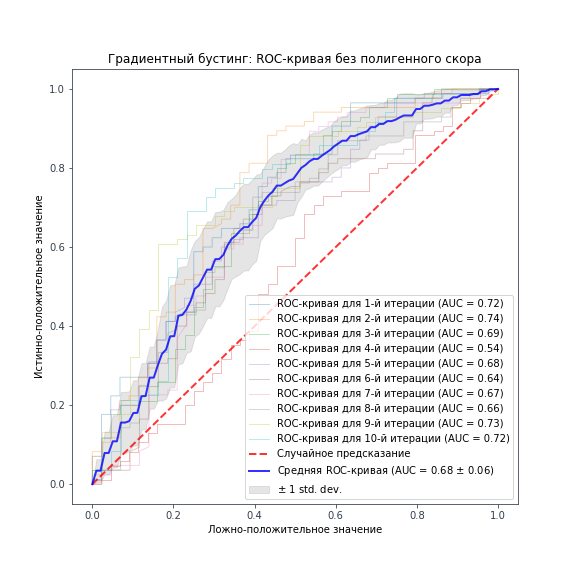 Градиентный бустинг: ROC-кривая без полигенного скора
Истинно-положительное значение
1.0
0.8
0.6
0.4
0.2
0.0
ROC-кривая для 1-й итерации (AUC = 0.72)
ROC-кривая для 2-й итерации (AUC = 0.74)
ROC-кривая для 3-й итерации (AUC = 0.69)
ROC-кривая для 4-й итерации (AUC = 0.54)
ROC-кривая для 5-й итерации (AUC = 0.68)
ROC-кривая для 6-й итерации (AUC = 0.64)
ROC-кривая для 7-й итерации (AUC = 0.67)
ROC-кривая для 8-й итерации (AUC = 0.66)
ROC-кривая для 9-й итерации (AUC = 0.73)
ROC-кривая для 10-й итерации (AUC = 0.72)
Случайное предсказание
Средняя ROC-кривая (AUC = 0.68 ± 0.06)
± 1 std. dev.
0.0 0.2 0.4 0.6 0.8 1.0
Ложно-положительное значение